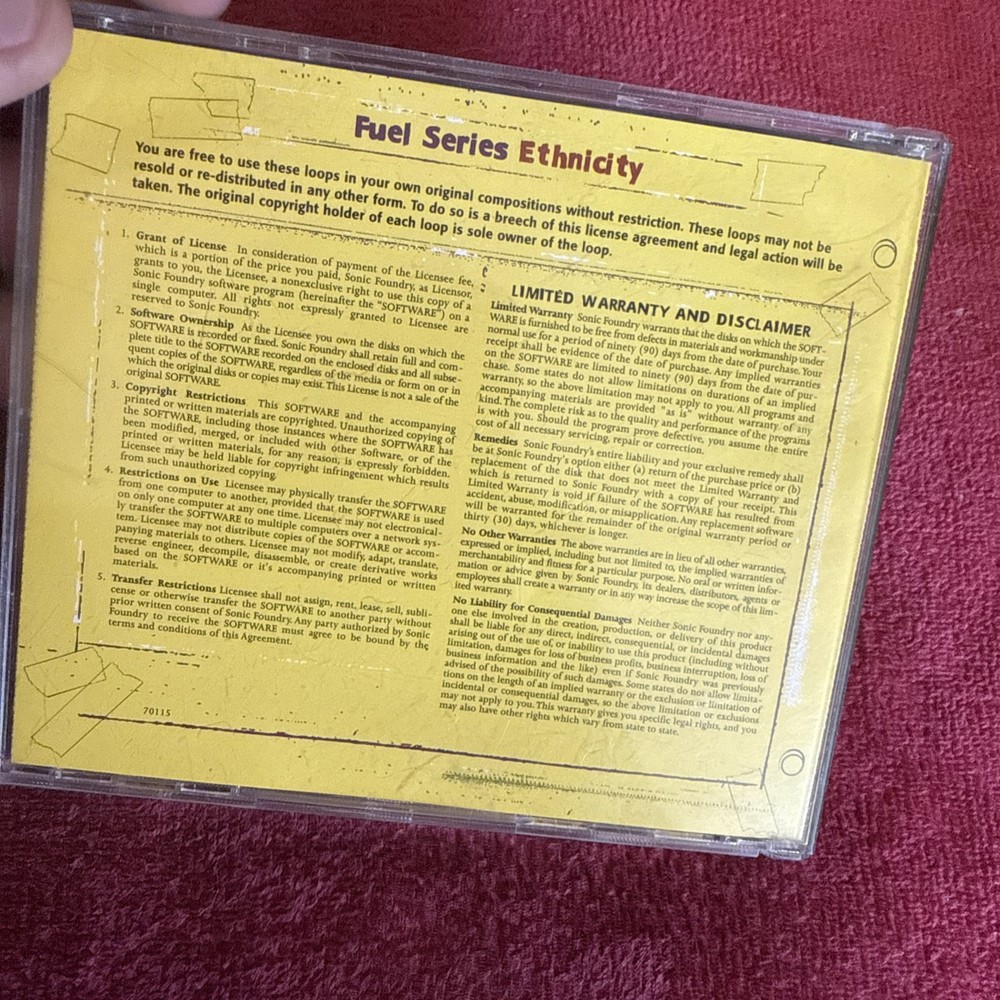 Fuel Series Ethnicity
You are free to use these loops in your own original compositions without restriction. These loops may not be
resold or re-distributed in any other form. To do so is a breech of this license agreement and legal action will be
taken. The original copyright holder of each loop is sole owner of the loop.
1. Grant of License In consideration of payment of the Licensee fee,
which is a portion of the price you paid, Sonic Foundry, as Licensor,
grants to you, the Licensee, a nonexclusive right to use this copy of a
Sonic Foundry software program (hereinafter the "SOFTWARE") on a
single computer. All rights not expressly granted to Licensee are
reserved to Sonic Foundry.
2. Software Ownership As the Licensee you own the disks on which the
SOFTWARE is recorded or fixed. Sonic Foundry shall retain full and com-
plete title to the SOFTWARE recorded on the enclosed disks and all subse-
quent copies of the SOFTWARE, regardless of the media or form on or in
which the original disks or copies may exist. This License is not a sale of the
original SOFTWARE.
3. Copyright Restrictions This SOFTWARE and the accompanying
printed or written materials are copyrighted. Unauthorized copying of
the SOFTWARE, including those instances where the SOFTWARE has
been modified, merged, or included with other Software, or of the
printed or written materials, for any reason, is expressly forbidden.
Licensee may be held liable for copyright infringement which results
from such unauthorized copying.
4. Restrictions on Use Licensee may physically transfer the SOFTWARE
from one computer to another, provided that the SOFTWARE is used
on only one computer at any one time. Licensee may not electronical-
ly transfer the SOFTWARE to multiple computers over a network sys-
tem. Licensee may not distribute copies of the SOFTWARE or accom-
panying materials to others. Licensee may not modify, adapt, translate,
reverse engineer, decompile, disassemble, or create derivative works
based on the SOFTWARE or it's accompanying printed or written
materials.
5. Transfer Restrictions Licensee shall not assign, rent, lease, sell, subli-
cense or otherwise transfer the SOFTWARE to another party without
prior written consent of Sonic Foundry. Any party authorized by Sonic
Foundry to receive the SOFTWARE must agree to be bound by the
terms and conditions of this Agreement.
70115
LIMITED WARRANTY AND DISCLAIMER
Limited Warranty Sonic Foundry warrants that the disks on which the SOFT-
WARE is furnished to be free from defects in materials and workmanship under
normal use for a period of ninety (90) days from the date of purchase. Your
receipt shall be evidence of the date of purchase. Any implied warranties
on the SOFTWARE are limited to ninety (90) days from the date of pur-
chase. Some states do not allow limitations on durations of an implied
warranty, so the above limitation may not apply to you. All programs and
accompanying materials are provided "as is" without warranty of any
kind. The complete risk as to the quality and performance of the programs
is with you. Should the program prove defective, you assume the entire
cost of all necessary servicing, repair or correction.
Remedies Sonic Foundry's entire liability and your exclusive remedy shall
be at Sonic Foundry's option either (a) return of the purchase price or (b)
replacement of the disk that does not meet the Limited Warranty and
which is returned to Sonic Foundry with a copy of your receipt. This
Limited Warranty is void if failure of the SOFTWARE has resulted from
accident, abuse, modification, or misapplication. Any replacement software
will be warranted for the remainder of the original warranty period or
thirty (30) days, whichever is longer.
No Other Warranties The above warranties are in lieu of all other warranties,
expressed or implied, including but not limited to, the implied warranties of
merchantability and fitness for a particular purpose. No oral or written infor-
mation or advice given by Sonic Foundry, its dealers, distributors, agents or
employees shall create a warranty or in any way increase the scope of this lim-
ited warranty.
No Liability for Consequential Damages Neither Sonic Foundry nor any-
one else involved in the creation, production, or delivery of this product
shall be liable for any direct, indirect, consequential, or incidental damages
arising out of the use of, or inability to use this product (including without
limitation, damages for loss of business profits, business interruption, loss of
business information and the like) even if Sonic Foundry was previously
advised of the possibility of such damages. Some states do not allow limita-
tions on the length of an implied warranty or the exclusion or limitation of
incidental or consequential damages, so the above limitation or exclusions
may not apply to you. This warranty gives you specific legal rights, and you
may also have other rights which vary from state to state.